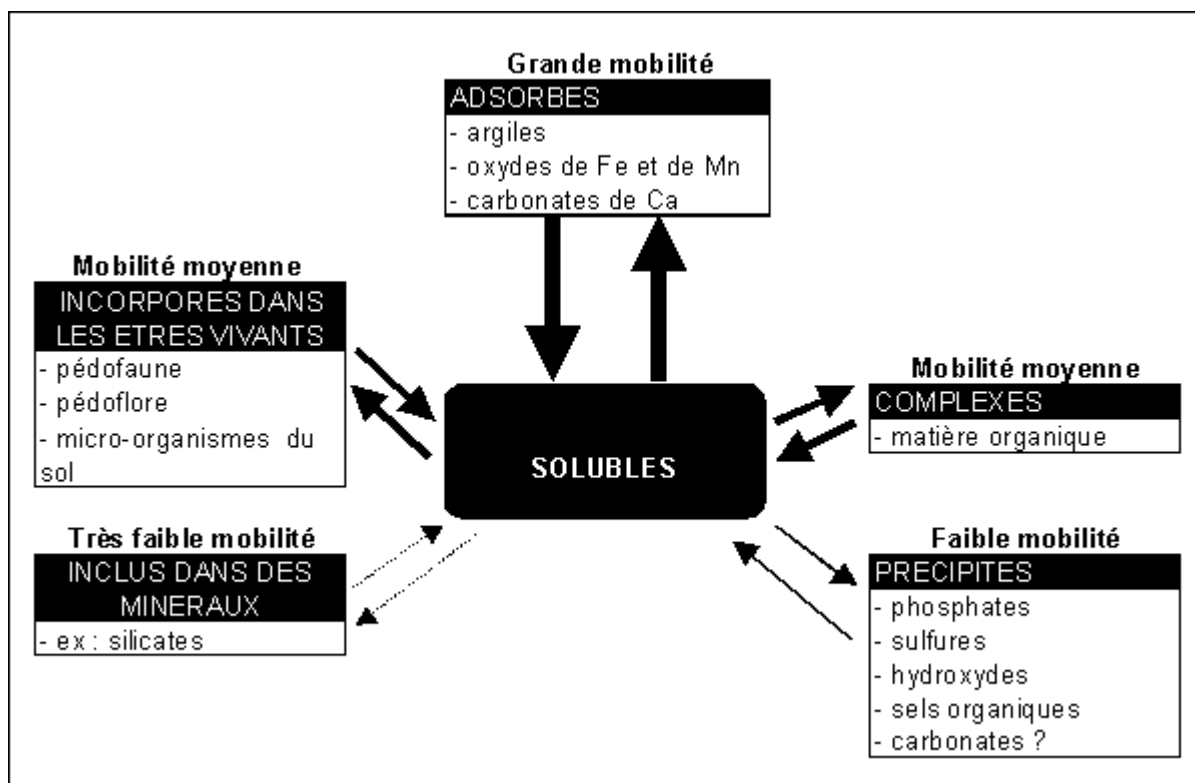 Grande mobilité
ADSORBES
- argiles
- oxydes de Fe et de Mn
- carbonates de Ca
Mobilité moyenne
INCORPORES DANS
LES ETRES VIVANTS
- pédofaune
- pédoflore
- micro-organismes du
sol
Mobilité moyenne
COMPLEXES
- matière organique
SOLUBLES
Très faible mobilité
INCLUS DANS DES
MINERAUX
- ex : silicates
Faible mobilité
PRECIPITES
- phosphates
- sulfures
- hydroxydes
- sels organiques
- carbonates ?